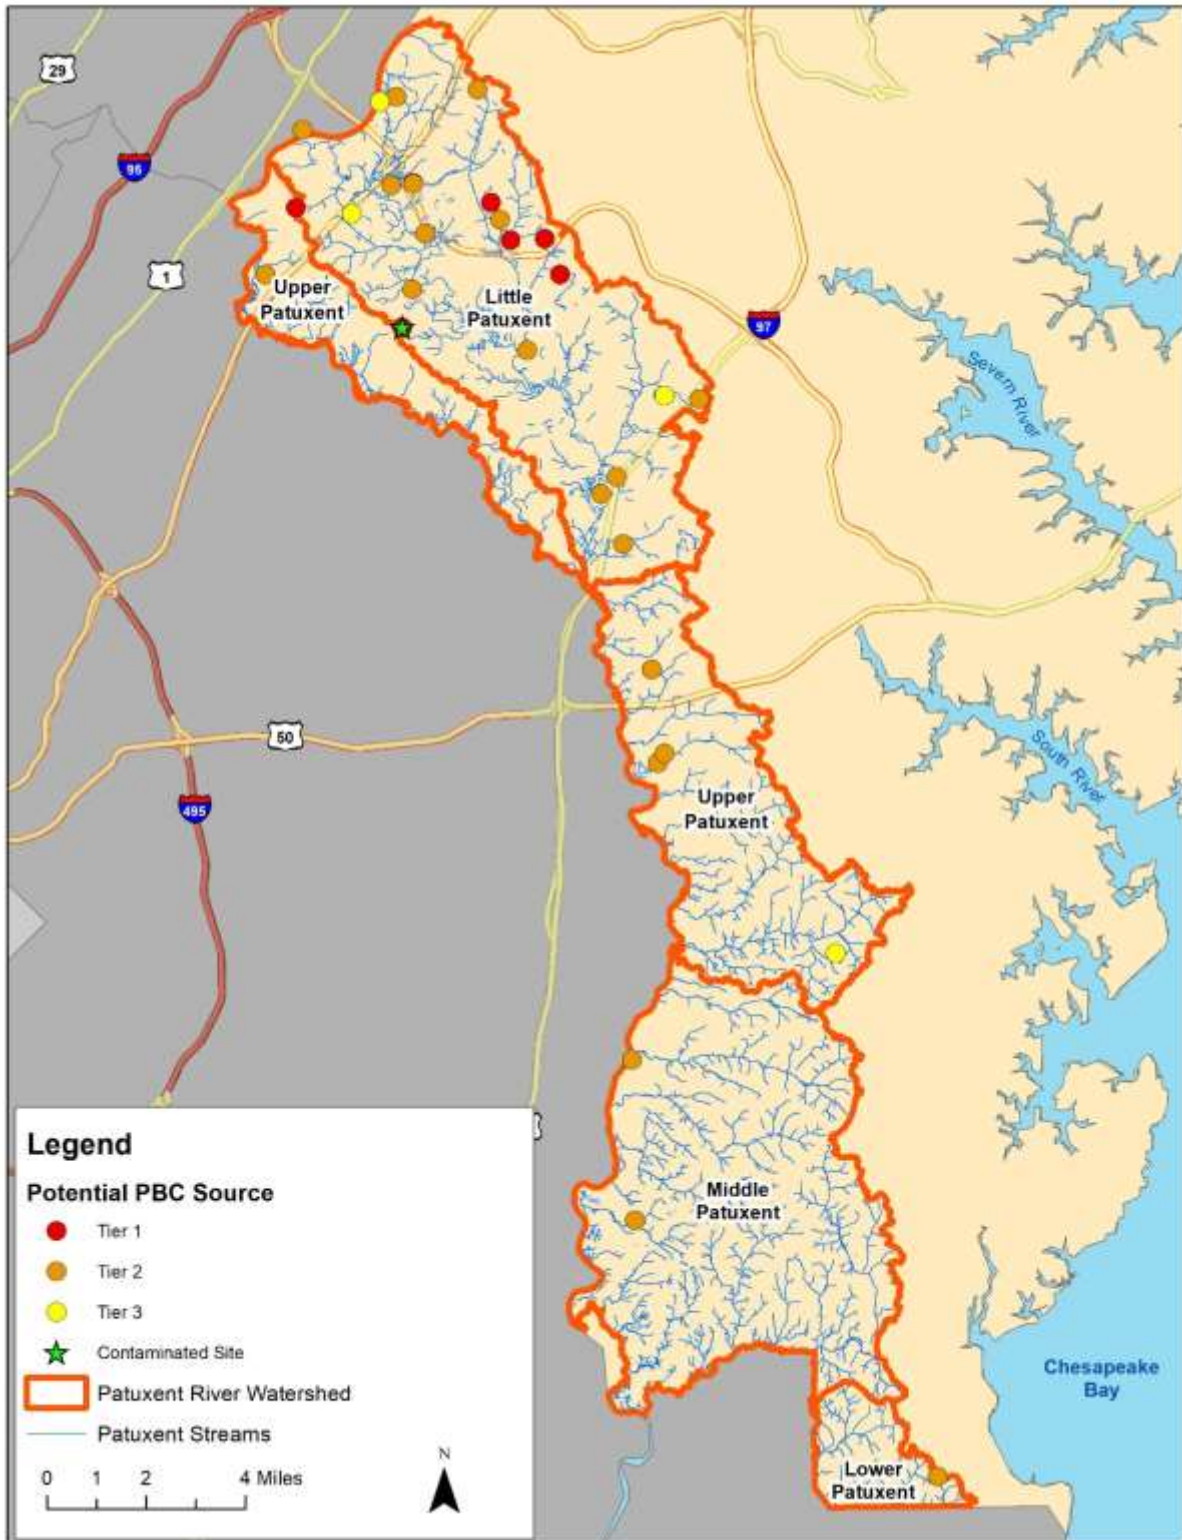 29
96
1
Upper
Patuxent
Little
Patuxent
97
Severn River
50
495
South River
Upper
Patuxent
Middle
Patuxent
Lower
Patuxent
Chesapeake
Bay
Legend
Potential PBC Source
Tier 1
Tier 2
Tier 3
Contaminated Site
Patuxent River Watershed
Patuxent Streams
N
0 1 2 4 Miles